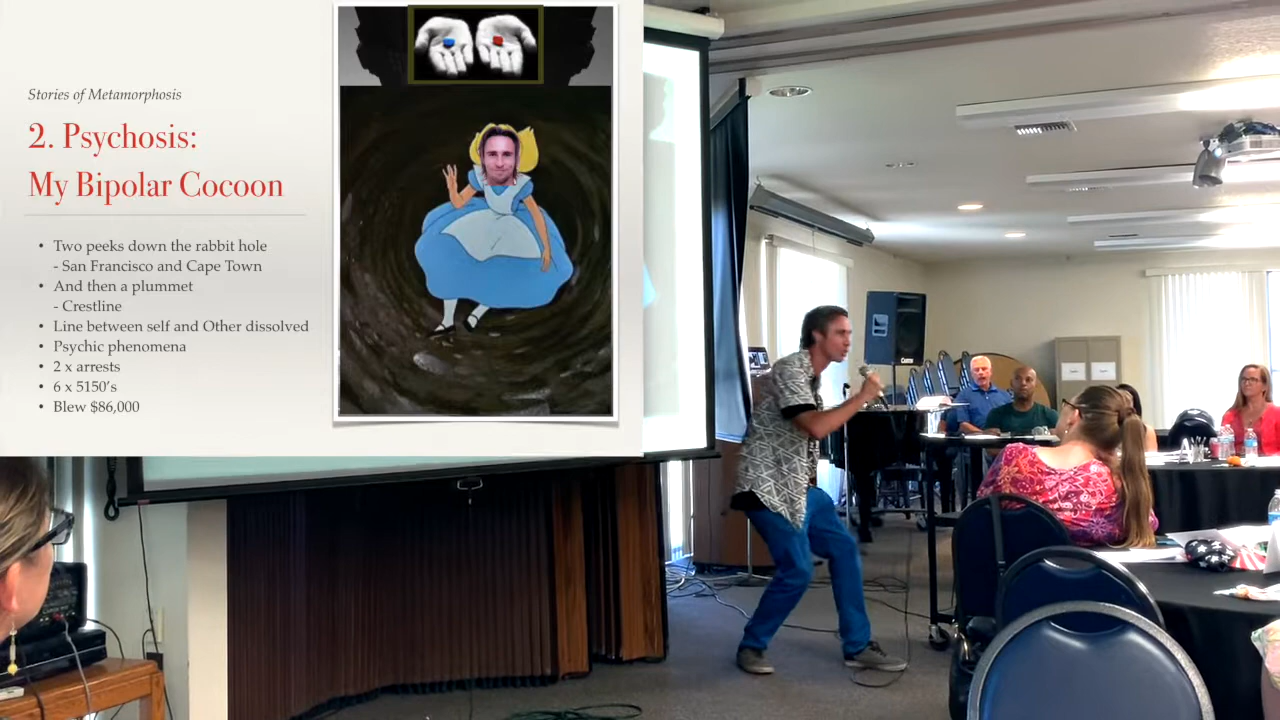 Stories of Metamorphosis
2. Psychosis:
My Bipolar Cocoon
• Two peeks down the rabbit hole
- San Francisco and Cape Town
• And then a plummet
- Crestline
• Line between self and Other dissolved
• Psychic phenomena
• 2 x arrests
• 6 x 5150's
• Blew $86,000